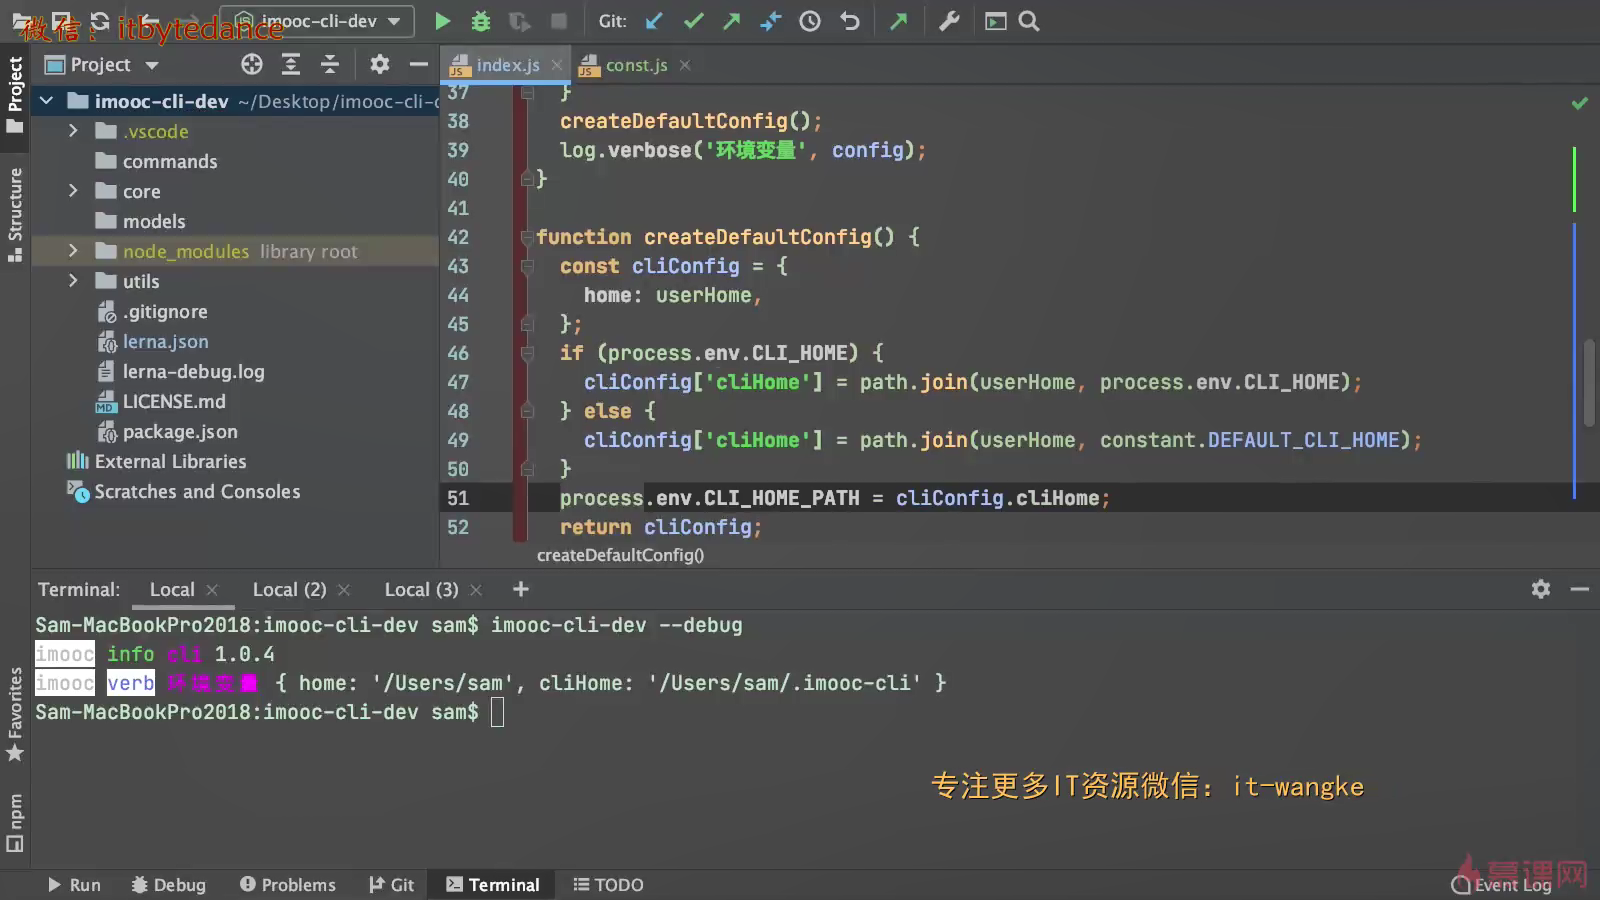 imooc-cli-dev
Git:
微信：itbytedance
Project
index.js
const.js
Project
Structure
Favorites
npm
imooc-cli-dev ~/Desktop/imooc-cli-d
.vscode
commands
core
models
node_modules library root
utils
.gitignore
lerna.json
lerna-debug.log
LICENSE.md
package.json
External Libraries
Scratches and Consoles
37 }
38 createDefaultConfig();
39 log.verbose('环境变量', config);
40 }
41
42 function createDefaultConfig() {
43 const cliConfig = {
44 home: userHome,
45 };
46 if (process.env.CLI_HOME) {
47 cliConfig['cliHome'] = path.join(userHome, process.env.CLI_HOME);
48 } else {
49 cliConfig['cliHome'] = path.join(userHome, constant.DEFAULT_CLI_HOME);
50 }
51 process.env.CLI_HOME_PATH = cliConfig.cliHome;
52 return cliConfig;
createDefaultConfig()
Terminal: Local Local (2) Local (3)
Sam-MacBookPro2018:imooc-cli-dev sam$ imooc-cli-dev --debug
imooc info cli 1.0.4
imooc verb 环境变量 { home: '/Users/sam', cliHome: '/Users/sam/.imooc-cli' }
Sam-MacBookPro2018:imooc-cli-dev sam$
专注更多IT资源微信：it-wangke
慕课网
Run Debug Problems Git Terminal TODO Event Log